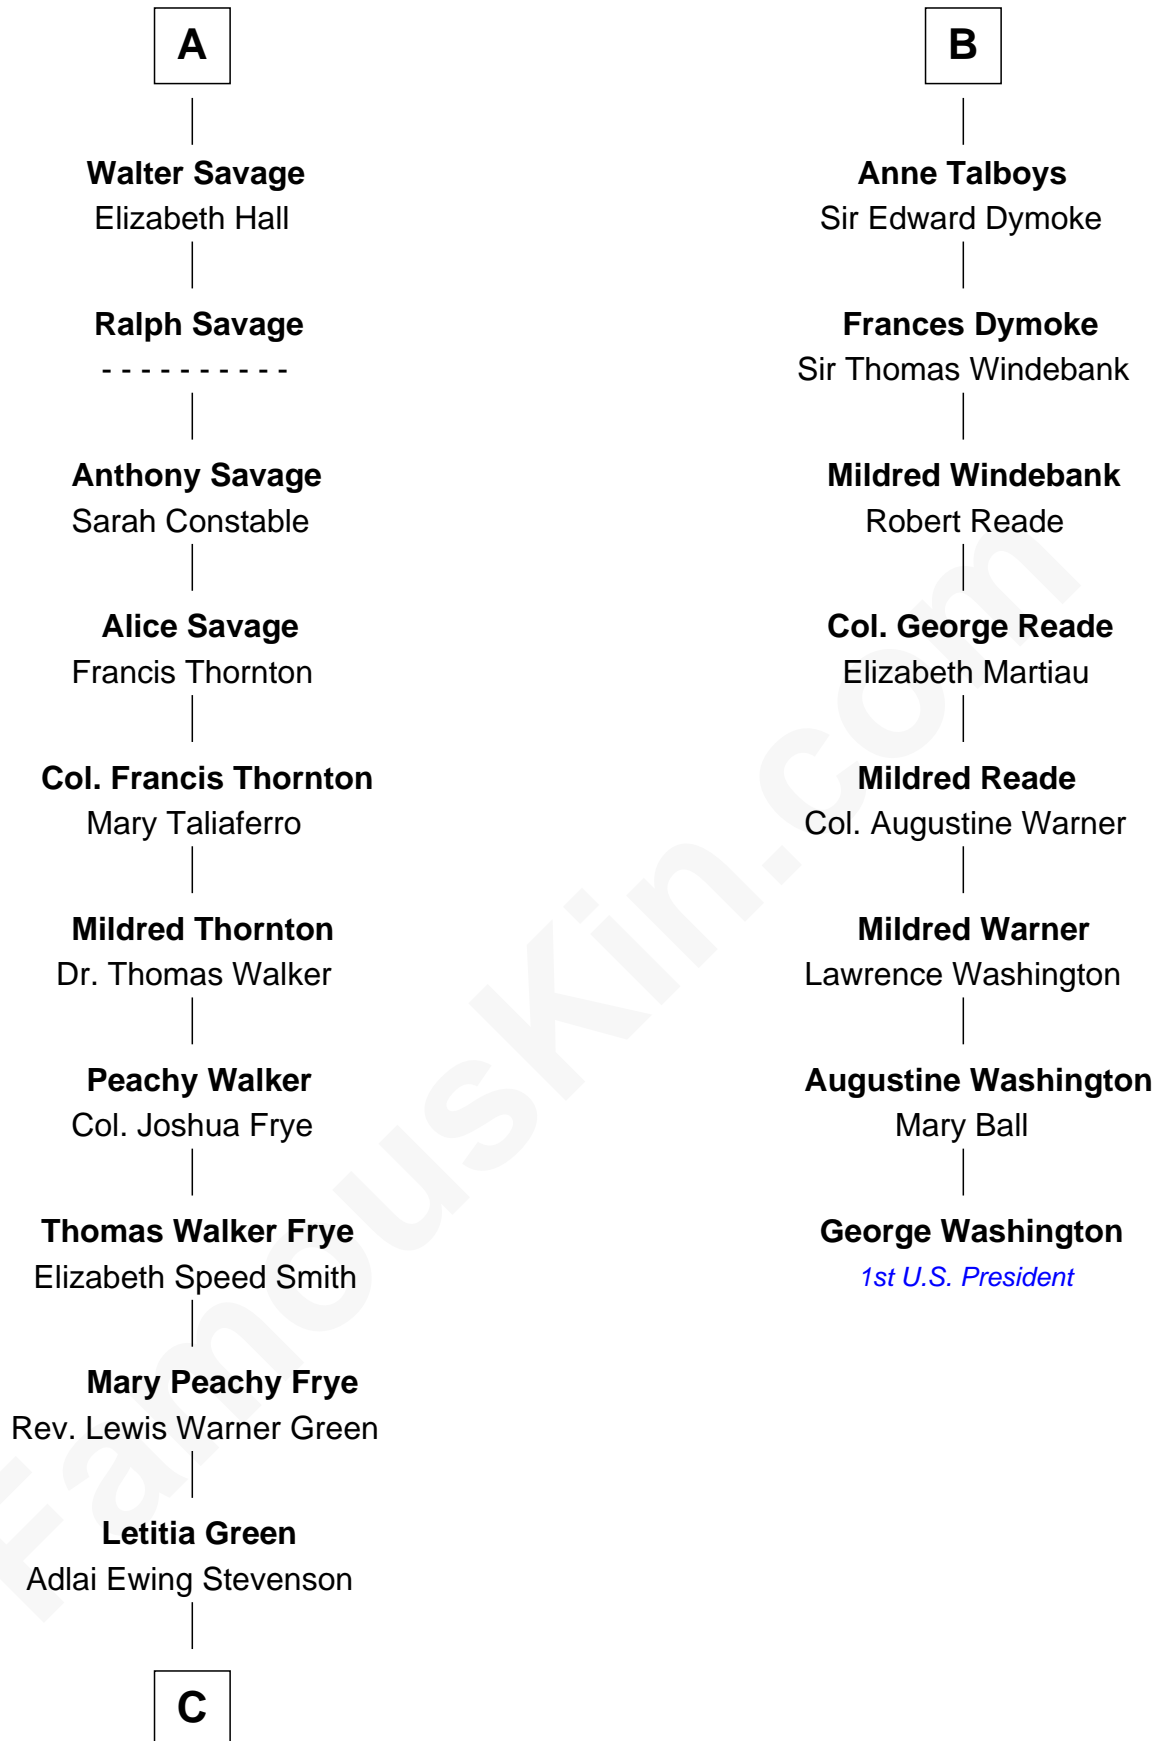 A
Walter Savage
Elizabeth Hall
Ralph Savage
- - - - - - - - - -
Anthony Savage
Sarah Constable
Alice Savage
Francis Thornton
Col. Francis Thornton
Mary Taliaferro
Mildred Thornton
Dr. Thomas Walker
Peachy Walker
Col. Joshua Frye
Thomas Walker Frye
Elizabeth Speed Smith
Mary Peachy Frye
Rev. Lewis Warner Green
Letitia Green
Adlai Ewing Stevenson
C
B
Anne Talboys
Sir Edward Dymoke
Frances Dymoke
Sir Thomas Windebank
Mildred Windebank
Robert Reade
Col. George Reade
Elizabeth Martiau
Mildred Reade
Col. Augustine Warner
Mildred Warner
Lawrence Washington
Augustine Washington
Mary Ball
George Washington
1st U.S. President
FamousKin.com